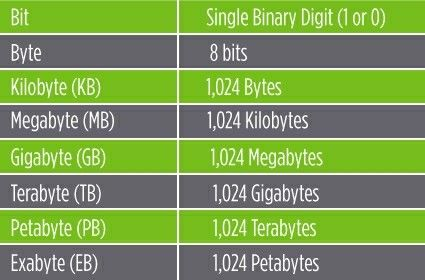 Bit Single Binary Digit (1 or 0)
Byte 8 bits
Kilobyte (KB) 1,024 Bytes
Megabyte (MB) 1,024 Kilobytes
Gigabyte (GB) 1,024 Megabytes
Terabyte (TB) 1,024 Gigabytes
Petabyte (PB) 1,024 Terabytes
Exabyte (EB) 1,024 Petabytes